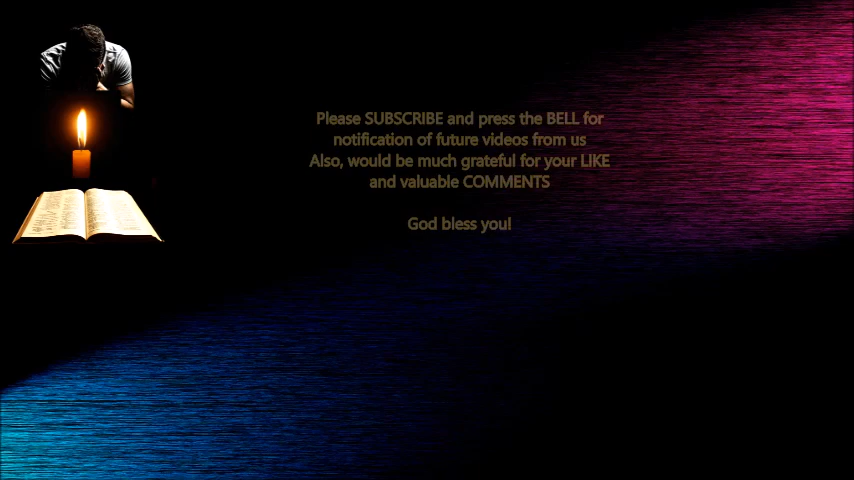 Please SUBSCRIBE and press the BELL for
notification of future videos from us
Also, would be much grateful for your LIKE
and valuable COMMENTS
God bless you!